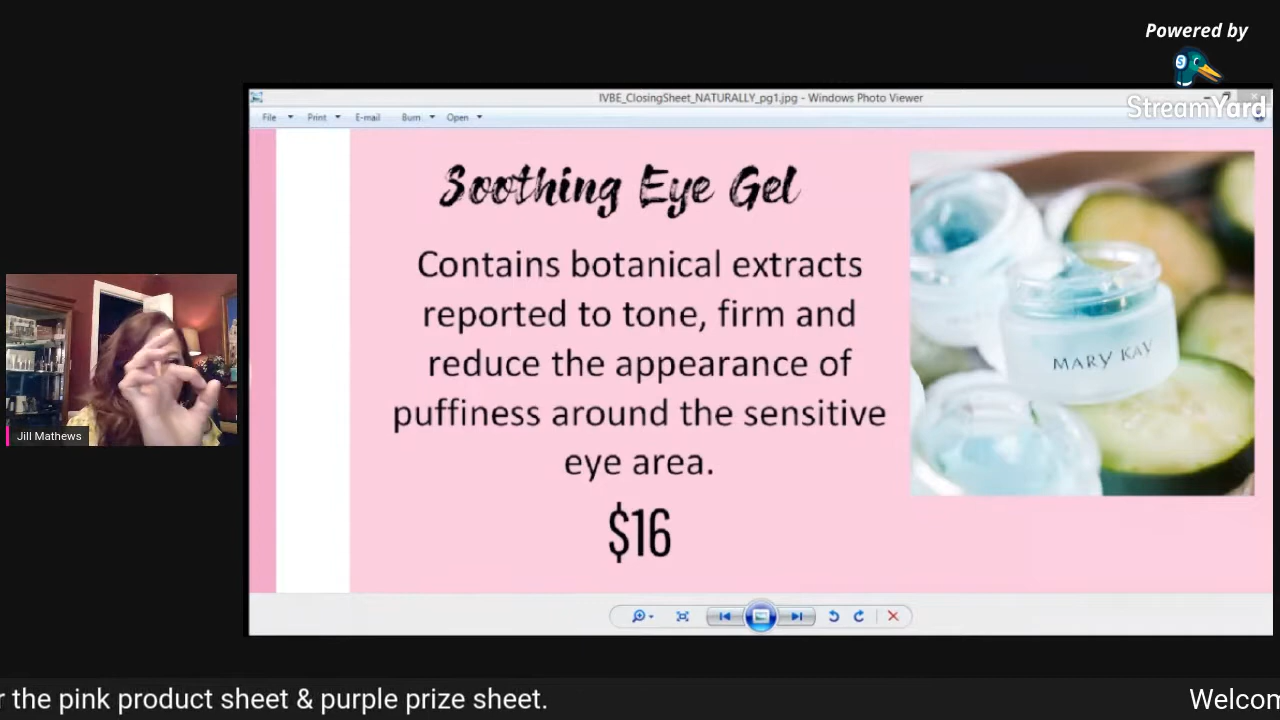 Powered by
StreamYard
IVBE_ClosingSheet_NATURALLY_pg1.jpg - Windows Photo Viewer
File Print E-mail Burn Open
Soothing Eye Gel
Contains botanical extracts
reported to tone, firm and
reduce the appearance of
puffiness around the sensitive
eye area.
$16
MARY KAY
Jill Mathews
r the pink product sheet & purple prize sheet.
Welcom